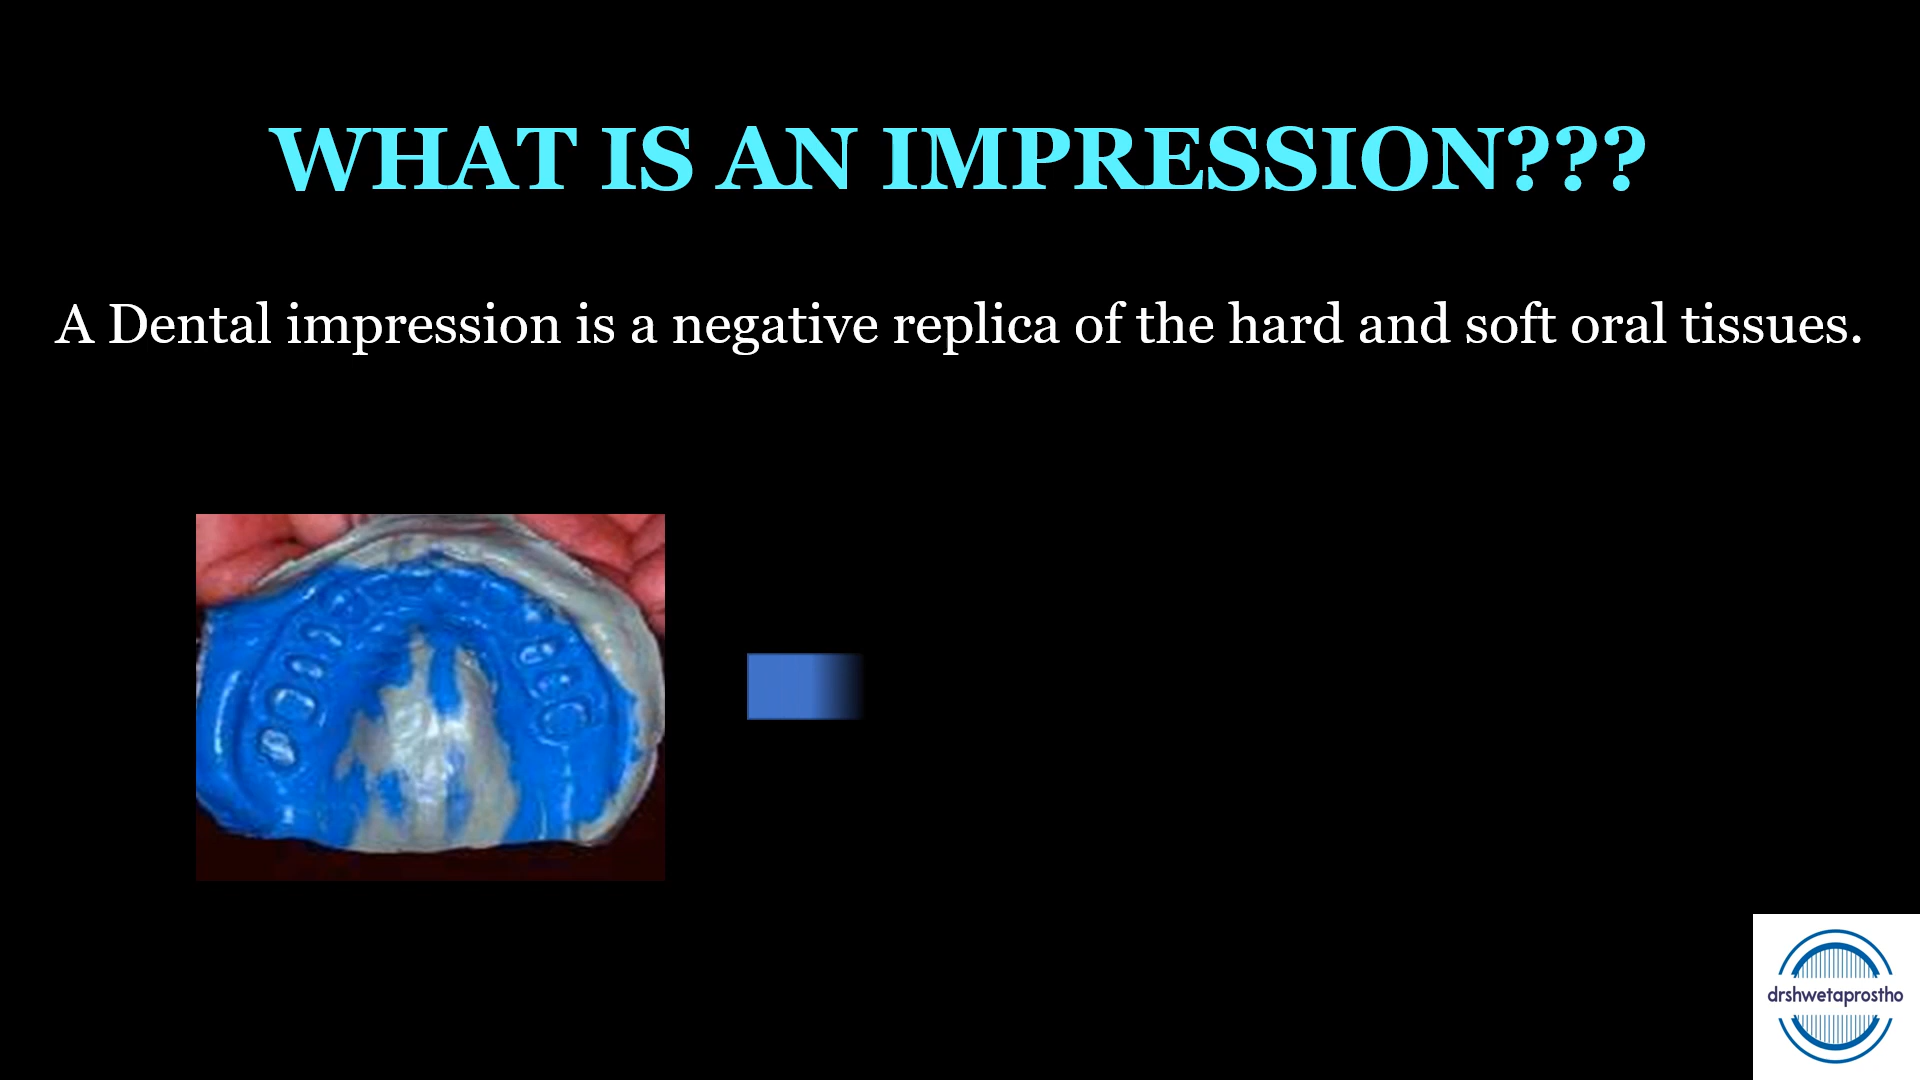 WHAT IS AN IMPRESSION???
A Dental impression is a negative replica of the hard and soft oral tissues.
drshwetaprostho